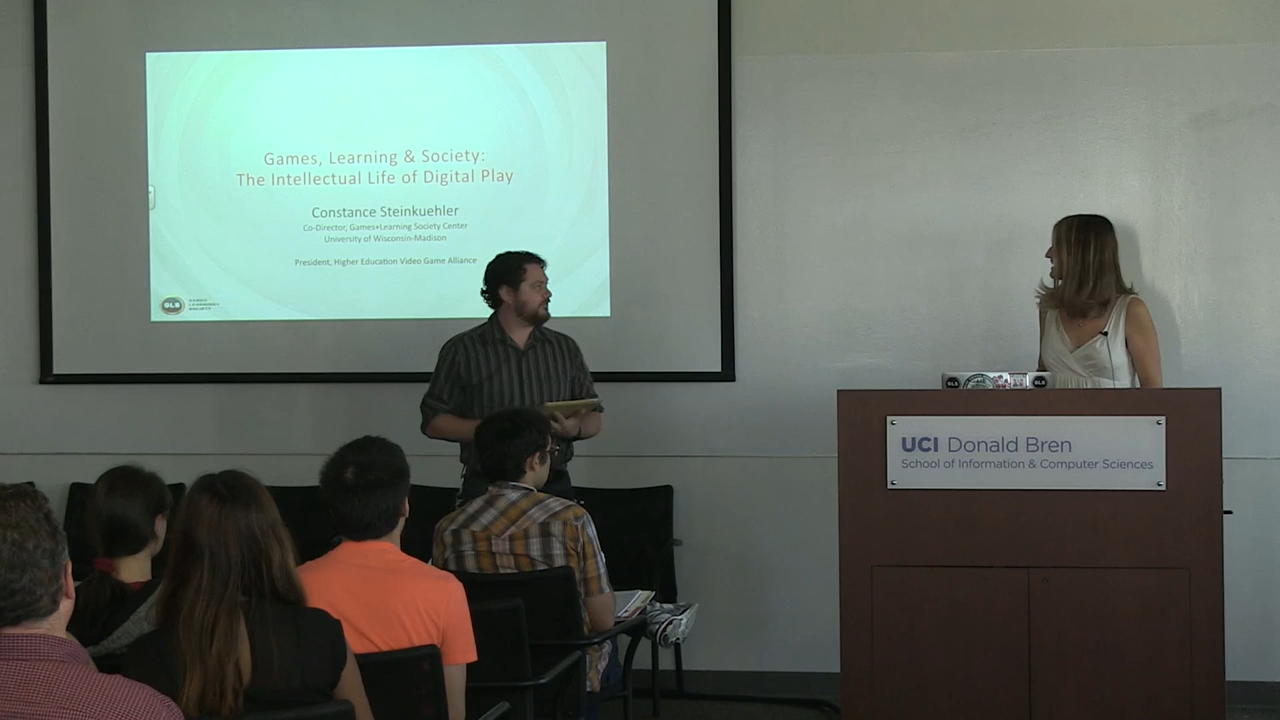 Games, Learning & Society:
The Intellectual Life of Digital Play
Constance Steinkuehler
Co-Director, Games+Learning Society Center
University of Wisconsin-Madison
President, Higher Education Video Game Alliance
GLS
UCI Donald Bren
School of Information & Computer Sciences